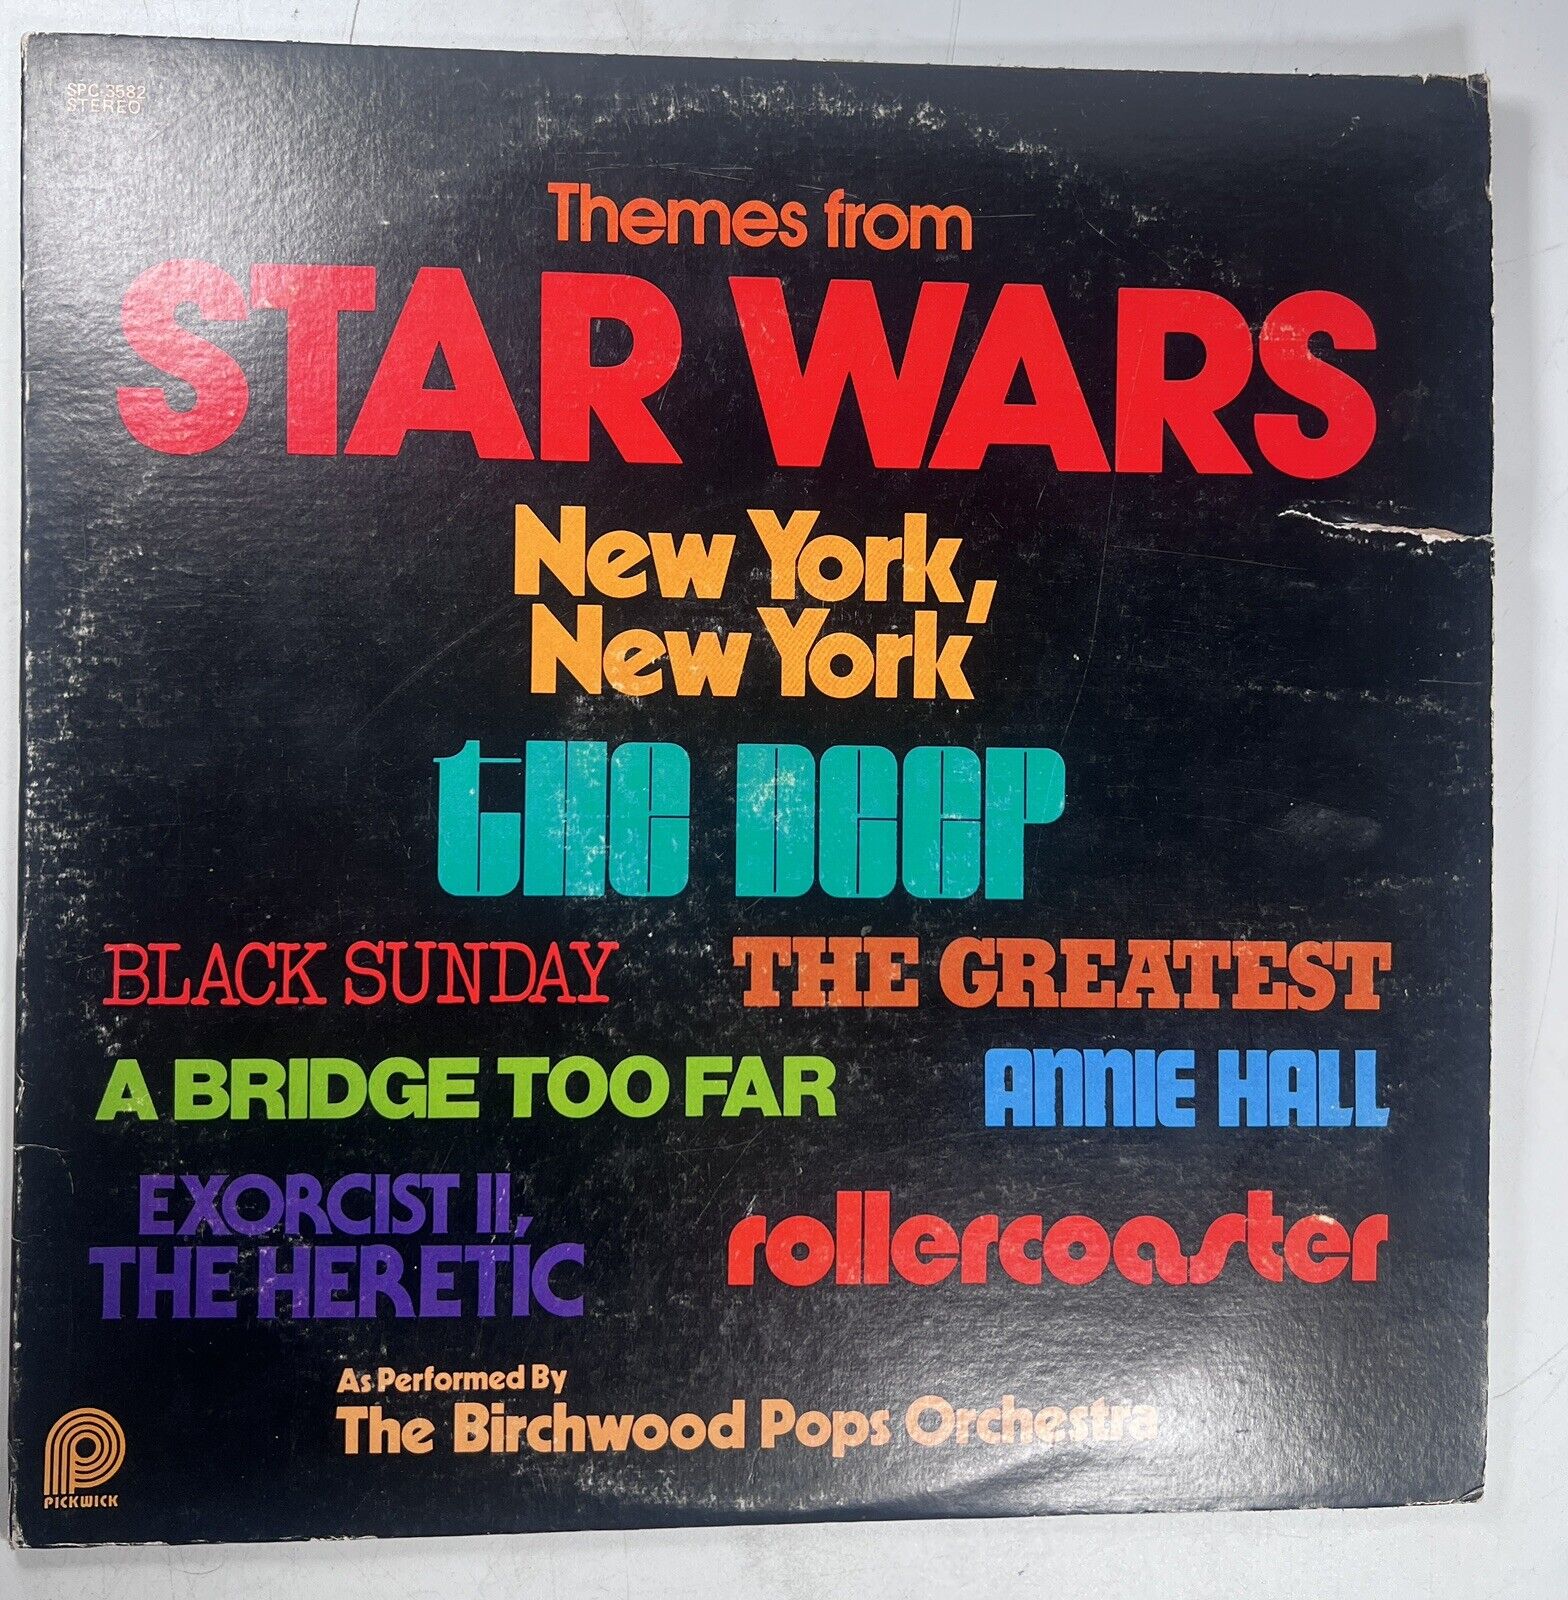 SPC-3582
STEREO
Themes from
STAR WARS
New York,
New York
the DEEP
BLACK SUNDAY
THE GREATEST
A BRIDGE TOO FAR
ANNIE HALL
EXORCIST II,
THE HERETIC
rollercoaster
As Performed By
The Birchwood Pops Orchestra
PICKWICK